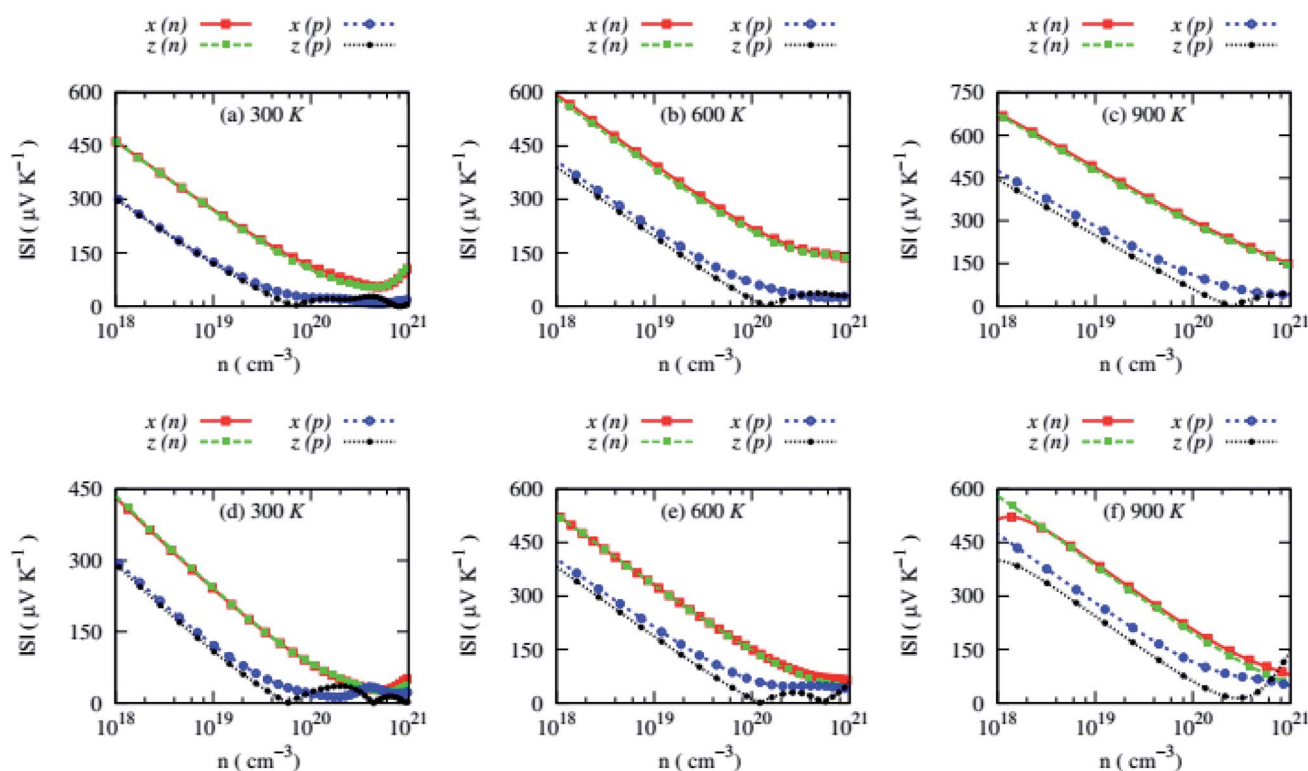 x (n) x (p) x (n) x (p) x (n) x (p)
z (n) z (p) z (n) z (p) z (n) z (p)
600 600 750
(a) 300 K (b) 600 K (c) 900 K
450 450 600
300 300 450
150 150 300
0 0 150
0
|S| ( μV K⁻¹ ) |S| ( μV K⁻¹ ) |S| ( μV K⁻¹ )
10¹⁸ 10¹⁹ 10²⁰ 10²¹ 10¹⁸ 10¹⁹ 10²⁰ 10²¹ 10¹⁸ 10¹⁹ 10²⁰ 10²¹
n ( cm⁻³ ) n ( cm⁻³ ) n ( cm⁻³ )
x (n) x (p) x (n) x (p) x (n) x (p)
z (n) z (p) z (n) z (p) z (n) z (p)
450 600 600
(d) 300 K (e) 600 K (f) 900 K
300 450 450
150 300 300
0 150 150
0 0
|S| ( μV K⁻¹ ) |S| ( μV K⁻¹ ) |S| ( μV K⁻¹ )
10¹⁸ 10¹⁹ 10²⁰ 10²¹ 10¹⁸ 10¹⁹ 10²⁰ 10²¹ 10¹⁸ 10¹⁹ 10²⁰ 10²¹
n ( cm⁻³ ) n ( cm⁻³ ) n ( cm⁻³ )